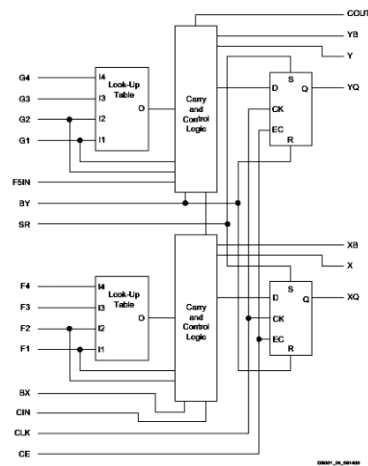 COUT
YB
Y
G4
I4
Look-Up
Table
S
G3
I3
Carry
and
Control
Logic
D
Q
YQ
O
G2
I2
CK
G1
I1
EC
F5IN
R
BY
SR
XB
X
F4
I4
Look-Up
Table
S
F3
I3
Carry
and
Control
Logic
D
Q
XQ
O
F2
I2
CK
F1
I1
EC
R
BX
CIN
CLK
CE